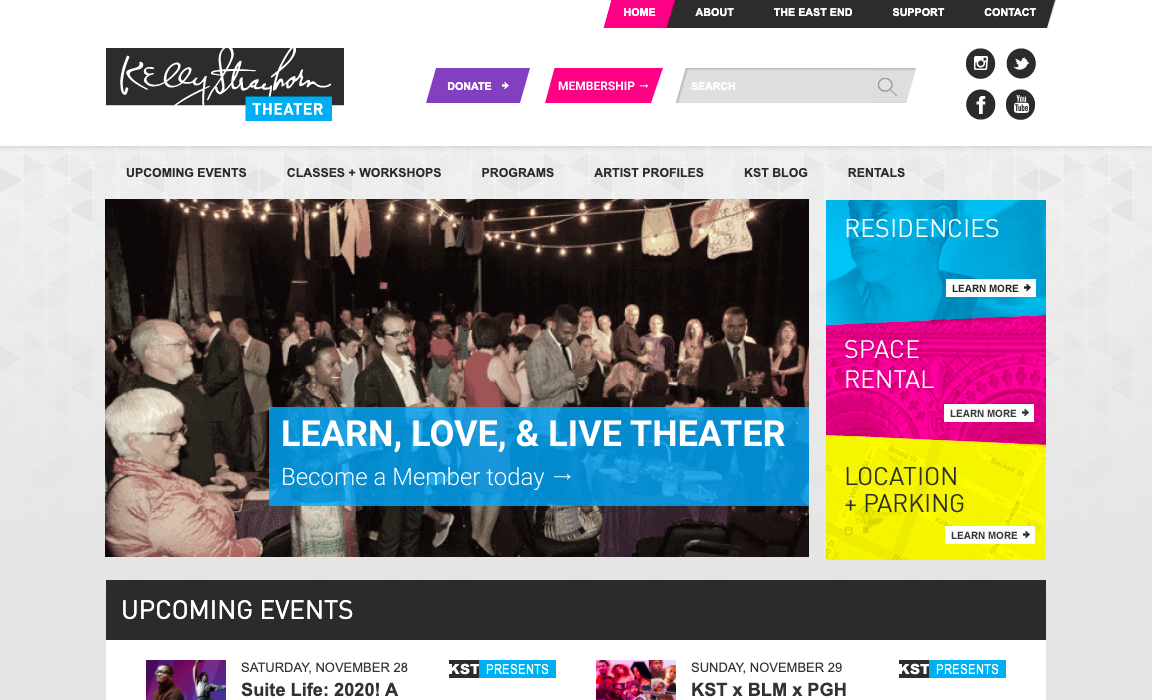 HOME
ABOUT
THE EAST END
SUPPORT
CONTACT
Kelly Strayhorn
THEATER
DONATE
MEMBERSHIP →
SEARCH
You
Tube
UPCOMING EVENTS
CLASSES + WORKSHOPS
PROGRAMS
ARTIST PROFILES
KST BLOG
RENTALS
LEARN, LOVE, & LIVE THEATER
Become a Member today →
RESIDENCIES
LEARN MORE
SPACE
RENTAL
LEARN MORE
LOCATION
+ PARKING
LEARN MORE
UPCOMING EVENTS
SATURDAY, NOVEMBER 28
KST PRESENTS
Suite Life: 2020! A
SUNDAY, NOVEMBER 29
KST PRESENTS
KST x BLM x PGH